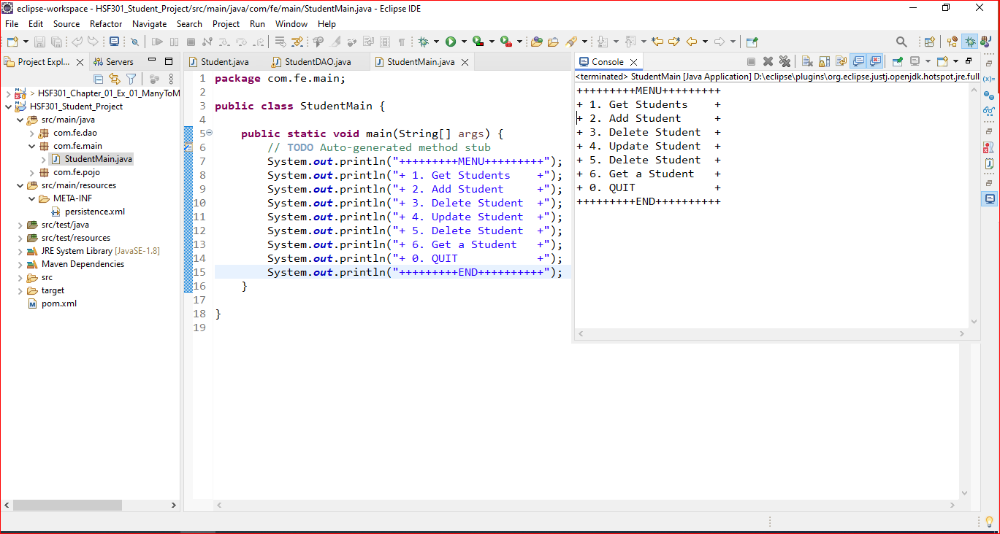 eclipse-workspace - HSF301_Student_Project/src/main/java/com/fe/main/StudentMain.java - Eclipse IDE
File Edit Source Refactor Navigate Search Project Run Window Help
Project Expl... Servers
> HSF301_Chapter_01_Ex_01_ManyToM
HSF301_Student_Project
src/main/java
com.fe.dao
com.fe.main
StudentMain.java
com.fe.pojo
src/main/resources
META-INF
persistence.xml
src/test/java
src/test/resources
JRE System Library [JavaSE-1.8]
Maven Dependencies
src
target
pom.xml
Student.java StudentDAO.java StudentMain.java
1 package com.fe.main;
2
3 public class StudentMain {
4
5 public static void main(String[] args) {
6 // TODO Auto-generated method stub
7 System.out.println("+++++++++MENU+++++++++");
8 System.out.println("+ 1. Get Students    +");
9 System.out.println("+ 2. Add Student     +");
10 System.out.println("+ 3. Delete Student  +");
11 System.out.println("+ 4. Update Student  +");
12 System.out.println("+ 5. Delete Student  +");
13 System.out.println("+ 6. Get a Student   +");
14 System.out.println("+ 0. QUIT            +");
15 System.out.println("+++++++++END++++++++++");
16 }
17
18 }
19
Console
<terminated> StudentMain [Java Application] D:\eclipse\plugins\org.eclipse.justj.openjdk.hotspot.jre.full
+++++++++MENU+++++++++
+ 1. Get Students    +
+ 2. Add Student     +
+ 3. Delete Student  +
+ 4. Update Student  +
+ 5. Delete Student  +
+ 6. Get a Student   +
+ 0. QUIT            +
+++++++++END++++++++++